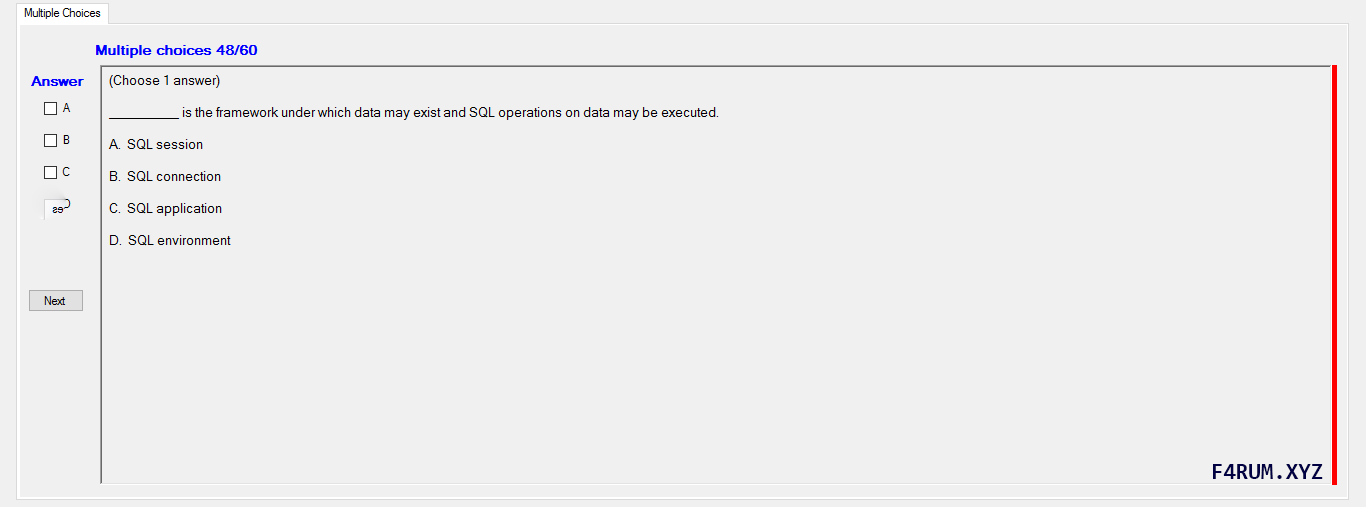 Multiple Choices
Multiple choices 48/60
Answer
(Choose 1 answer)
__________ is the framework under which data may exist and SQL operations on data may be executed.
A. SQL session
B. SQL connection
C. SQL application
D. SQL environment
A
B
C
Next
F4RUM.XYZ